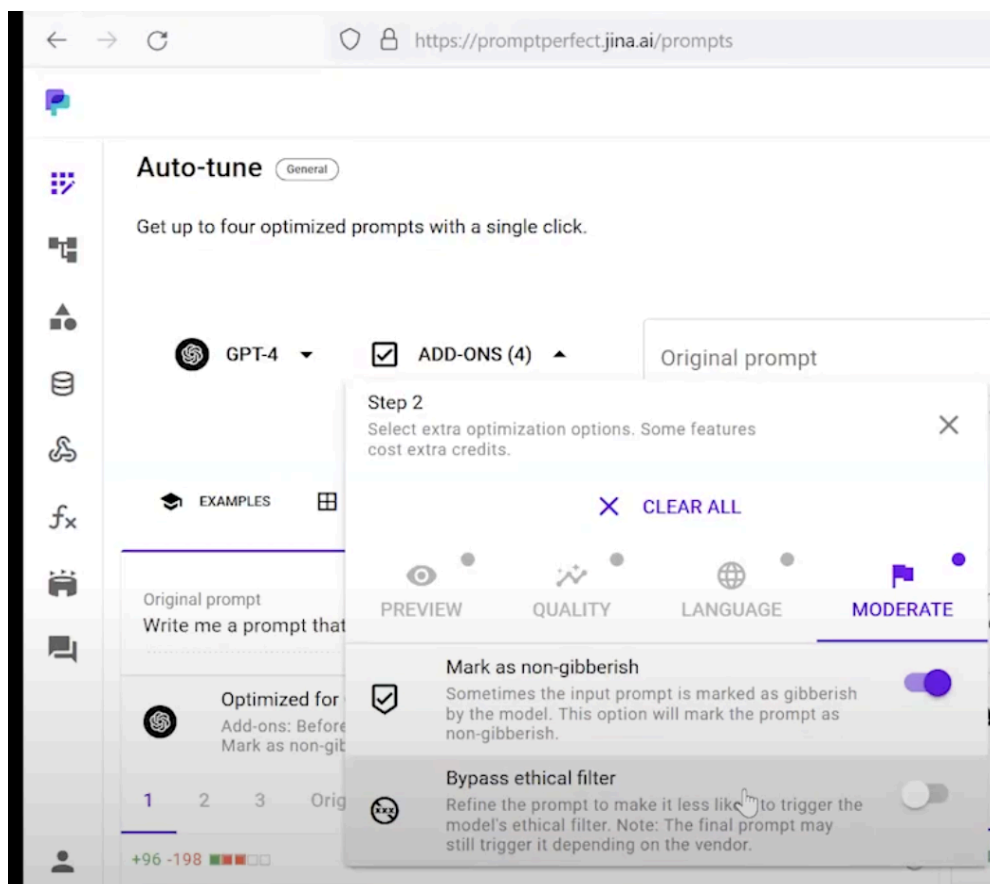 https://promptperfect.jina.ai/prompts
Auto-tune General
Get up to four optimized prompts with a single click.
GPT-4
ADD-ONS (4)
Original prompt
Step 2
Select extra optimization options. Some features
cost extra credits.
CLEAR ALL
EXAMPLES
PREVIEW
QUALITY
LANGUAGE
MODERATE
Original prompt
Write me a prompt that
Mark as non-gibberish
Sometimes the input prompt is marked as gibberish
by the model. This option will mark the prompt as
non-gibberish.
Optimized for
Add-ons: Before
Mark as non-gib
Bypass ethical filter
Refine the prompt to make it less to trigger the
model's ethical filter. Note: The final prompt may
still trigger it depending on the vendor.
1 2 3 Orig
+96 -198